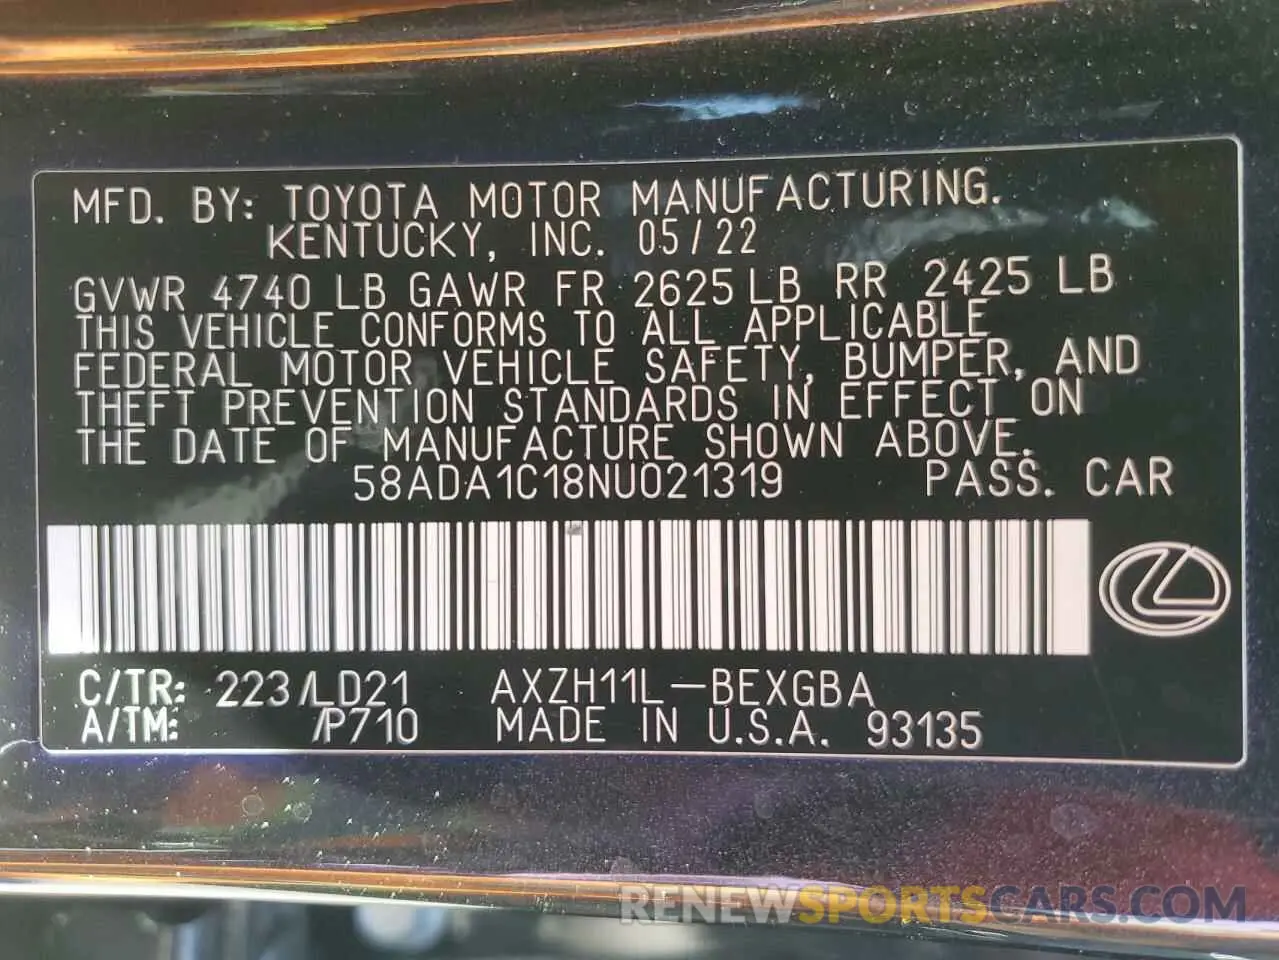 MFD. BY: TOYOTA MOTOR MANUFACTURING.
KENTUCKY, INC. 05/22
GVWR 4740 LB GAWR FR 2625 LB RR 2425 LB
THIS VEHICLE CONFORMS TO ALL APPLICABLE
FEDERAL MOTOR VEHICLE SAFETY, BUMPER, AND
THEFT PREVENTION STANDARDS IN EFFECT ON
THE DATE OF MANUFACTURE SHOWN ABOVE.
58ADA1C18NU021319 PASS. CAR
C/TR: 223/LD21 AXZH11L-BEXGBA
A/TM: /P710 MADE IN U.S.A. 93135
RENEWSPORTSCARS.COM